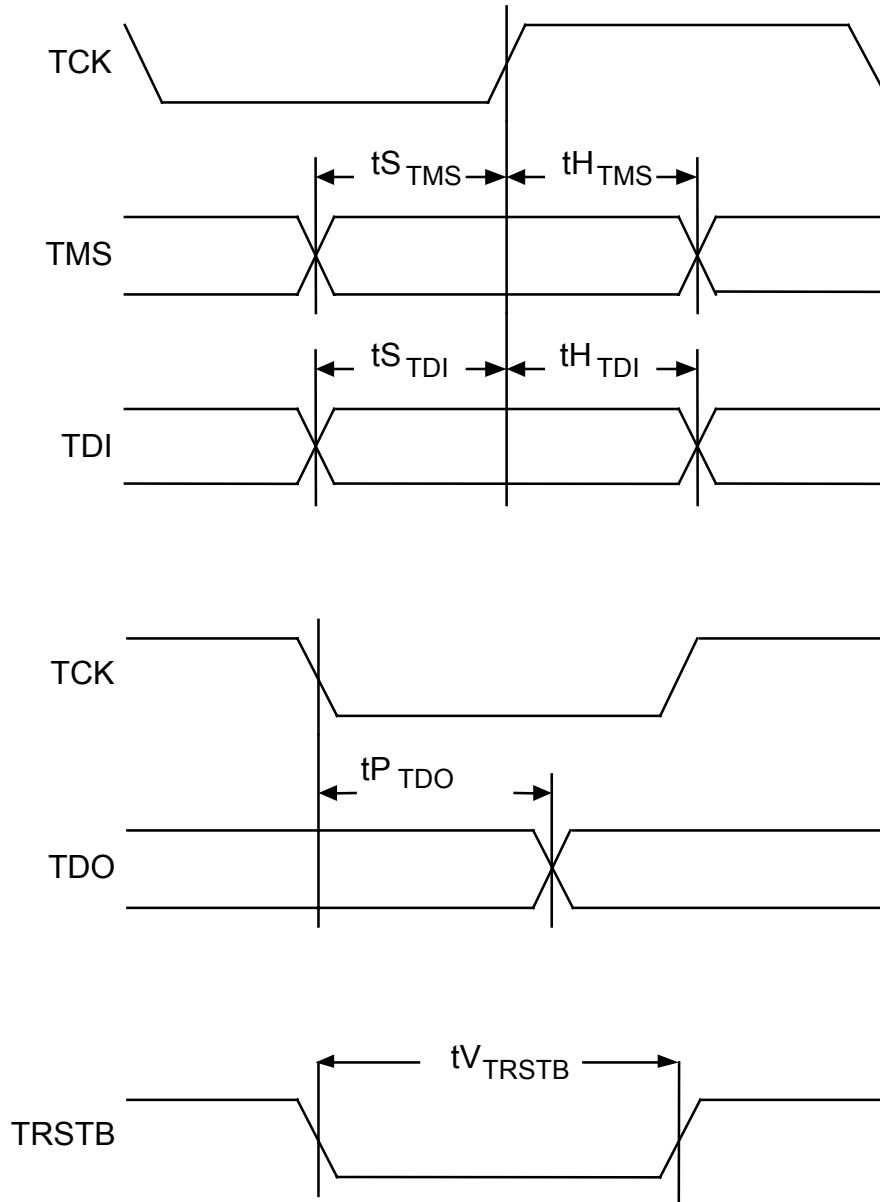 TCK
tS TMS
tH TMS
TMS
tS TDI
tH TDI
TDI
TCK
tP TDO
TDO
tV TRSTB
TRSTB